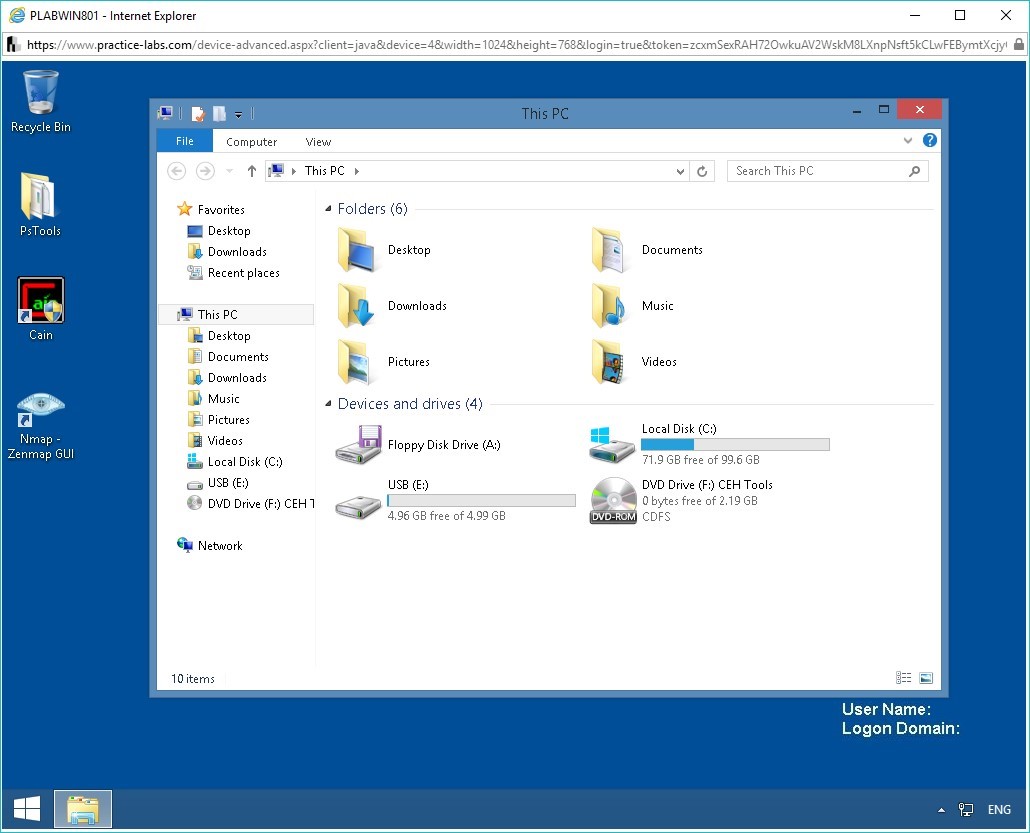 PLABWIN801 - Internet Explorer
https://www.practice-labs.com/device-advanced.aspx?client=java&device=4&width=1024&height=768&login=true&token=zcxmSexRAH72OwkuAV2WskM8LXnpNsft5kCLwFEBymtXcjy
Recycle Bin
PsTools
Cain
Nmap -
Zenmap GUI
This PC
File Computer View
This PC
Search This PC
Favorites
Desktop
Downloads
Recent places
This PC
Desktop
Documents
Downloads
Music
Pictures
Videos
Local Disk (C:)
USB (E:)
DVD Drive (F:) CEH T
Network
Folders (6)
Desktop
Documents
Downloads
Music
Pictures
Videos
Devices and drives (4)
Floppy Disk Drive (A:)
Local Disk (C:)
71.9 GB free of 99.6 GB
USB (E:)
4.96 GB free of 4.99 GB
DVD Drive (F:) CEH Tools
0 bytes free of 2.19 GB
CDFS
DVD-ROM
10 items
User Name:
Logon Domain:
ENG